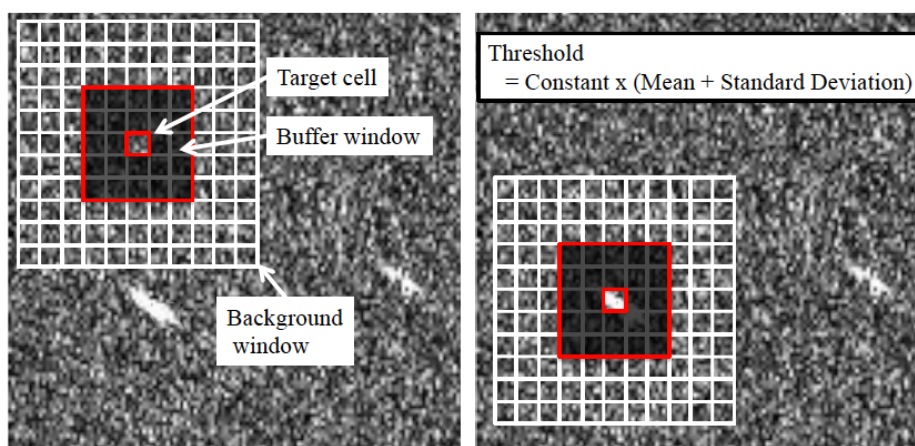 Target cell
Buffer window
Background
window
Threshold
= Constant x (Mean + Standard Deviation)